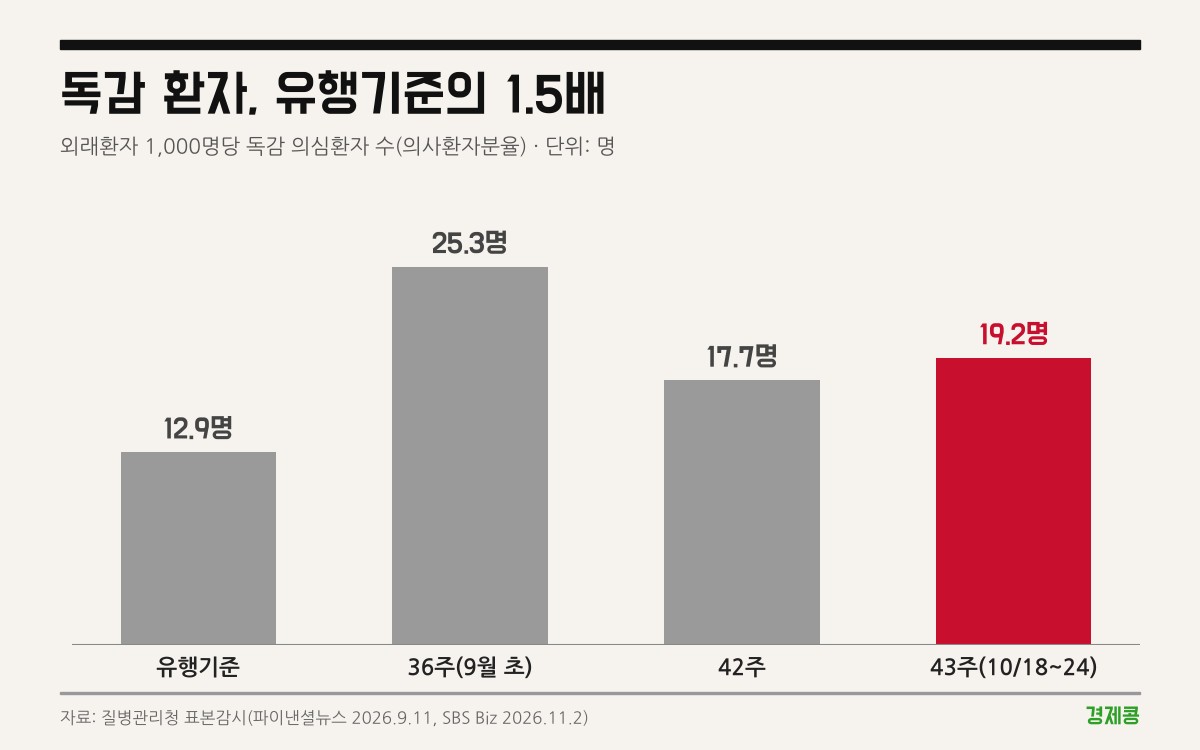 독감 환자, 유행기준의 1.5배
외래환자 1,000명당 독감 의심환자 수(의사환자분율) · 단위: 명
12.9명
25.3명
17.7명
19.2명
유행기준
36주(9월 초)
42주
43주(10/18~24)
자료: 질병관리청 표본감시(파이낸셜뉴스 2026.9.11, SBS Biz 2026.11.2)
경제콩